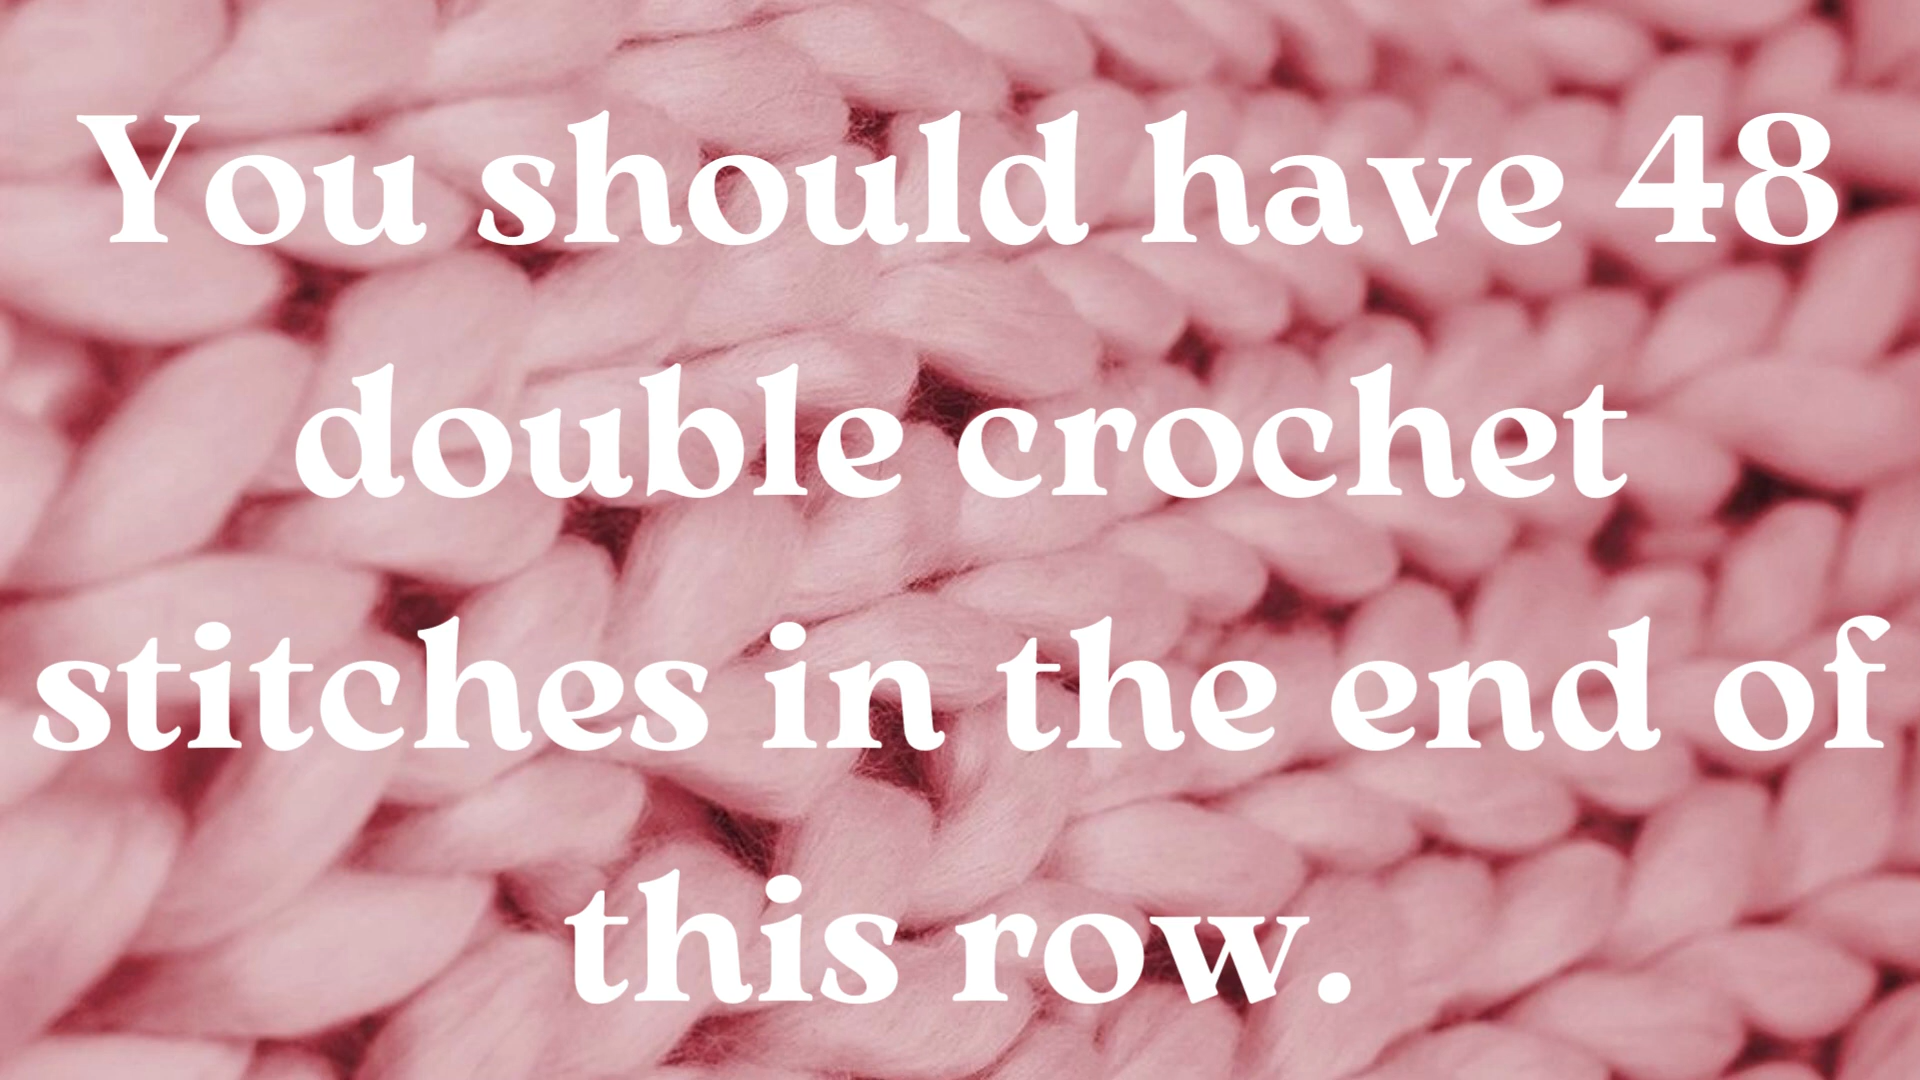 You should have 48
double crochet
stitches in the end of
this row.